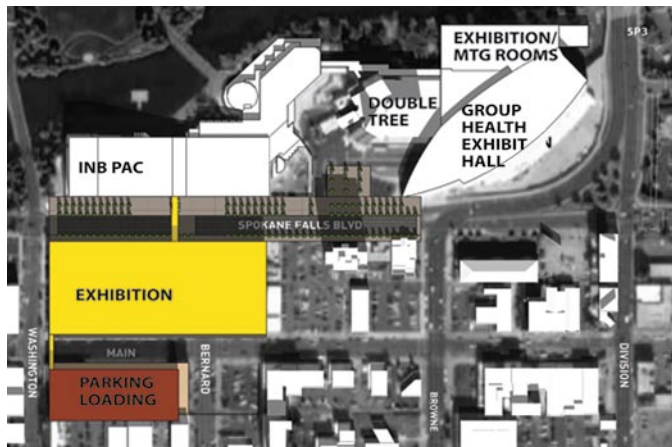 EXHIBITION/
MTG ROOMS
SP3
DOUBLE
TREE
GROUP
HEALTH
EXHIBIT
HALL
INB PAC
SPOKANE FALLS BLVD
EXHIBITION
WASHINGTON
MAIN
BERNARD
PARKING
LOADING
BROWNE
DIVISION